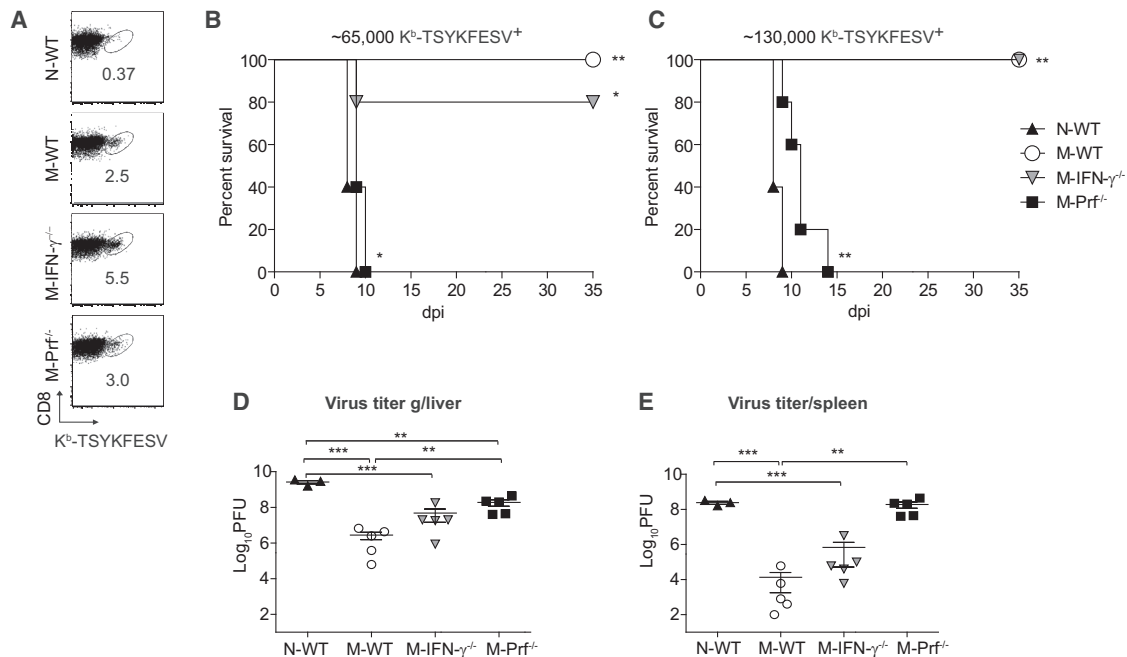 A
N-WT
0.37
M-WT
2.5
M-IFN-γ-/-
5.5
M-Prf-/-
3.0
CD8
Kb-TSYKFESV
B
~65,000 Kb-TSYKFESV+
Percent survival
100
80
60
40
20
0
0 5 10 15 20 25 30 35
dpi
**
*
*
C
~130,000 Kb-TSYKFESV+
Percent survival
100
80
60
40
20
0
0 5 10 15 20 25 30 35
dpi
**
**
N-WT
M-WT
M-IFN-γ-/-
M-Prf-/-
D
Virus titer g/liver
**
*** **
***
Log10PFU
10
8
6
4
2
N-WT M-WT M-IFN-γ-/- M-Prf-/-
E
Virus titer/spleen
*** **
***
Log10PFU
10
8
6
4
2
N-WT M-WT M-IFN-γ-/- M-Prf-/-